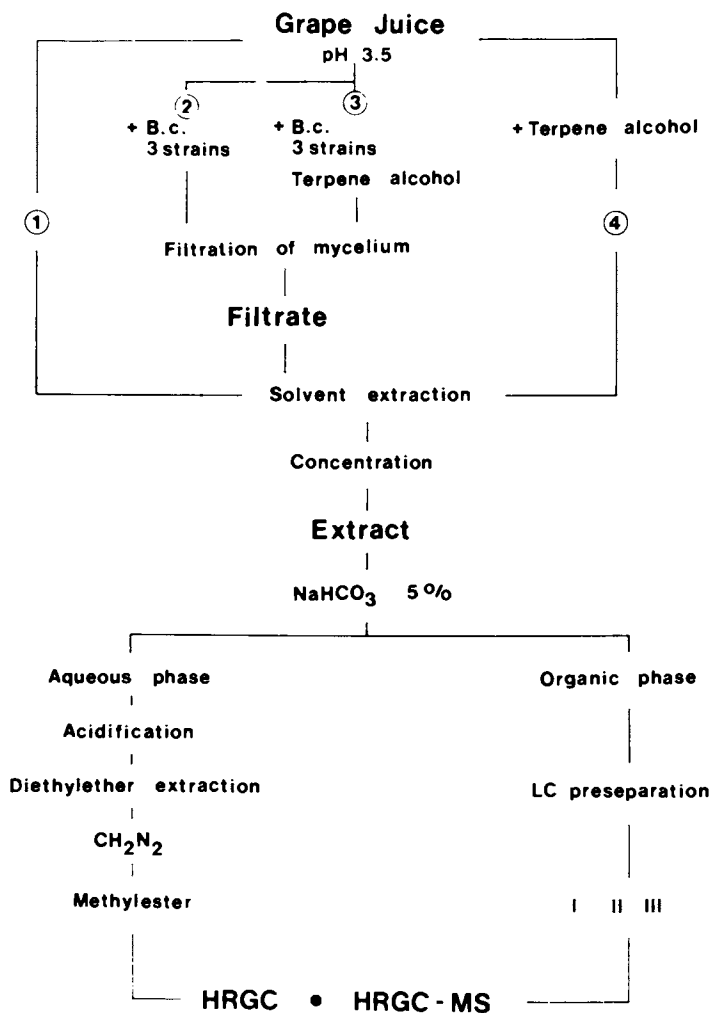 Grape Juice
pH 3.5
② ③
+ B.c. + B.c. + Terpene alcohol
3 strains 3 strains
Terpene alcohol
① ④
Filtration of mycelium
Filtrate
Solvent extraction
Concentration
Extract
NaHCO₃ 5%
Aqueous phase Organic phase
Acidification
Diethylether extraction LC preseparation
CH₂N₂
Methylester I II III
HRGC • HRGC-MS